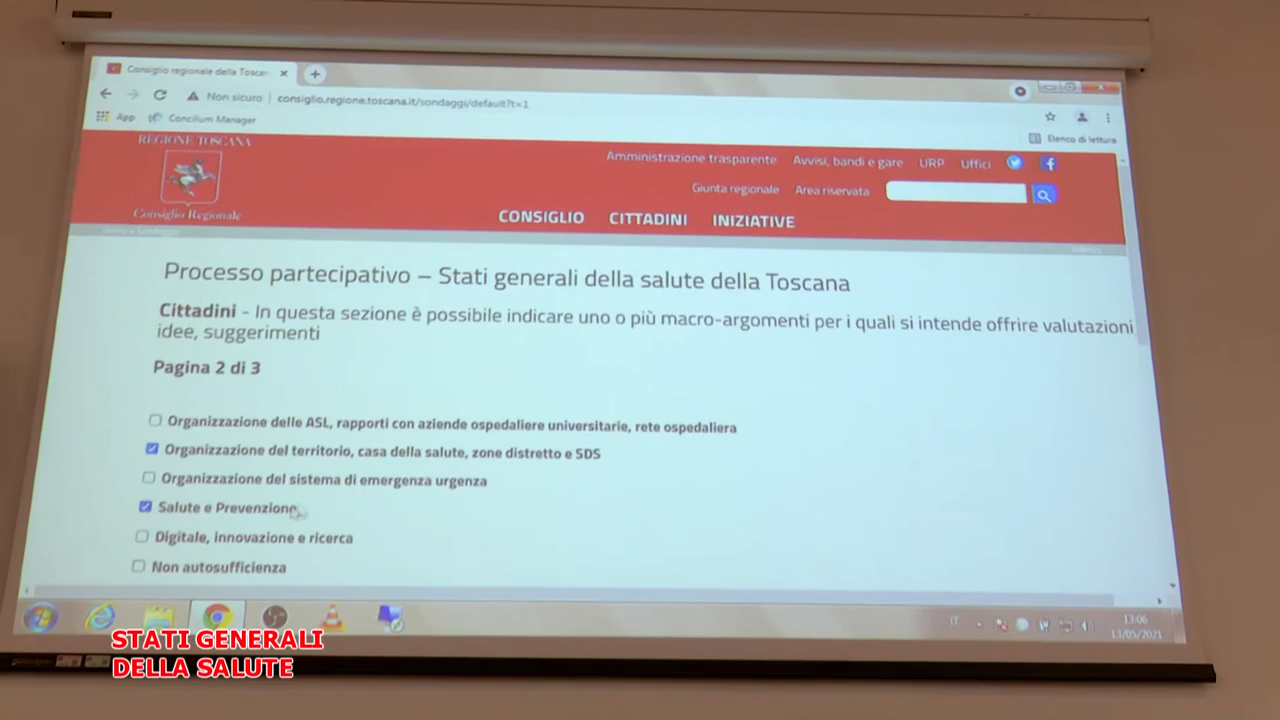 Consiglio regionale della Toscan
Non sicuro | consiglio.regione.toscana.it/sondaggi/default?t=1
App Concilium Manager
Elenco di lettura
REGIONE TOSCANA
Consiglio Regionale
Amministrazione trasparente Avvisi, bandi e gare URP Uffici
Giunta regionale Area riservata
CONSIGLIO CITTADINI INIZIATIVE
Processo partecipativo – Stati generali della salute della Toscana
Cittadini - In questa sezione è possibile indicare uno o più macro-argomenti per i quali si intende offrire valutazioni
idee, suggerimenti
Pagina 2 di 3
Organizzazione delle ASL, rapporti con aziende ospedaliere universitarie, rete ospedaliera
Organizzazione del territorio, casa della salute, zone distretto e SDS
Organizzazione del sistema di emergenza urgenza
Salute e Prevenzione
Digitale, innovazione e ricerca
Non autosufficienza
IT
13:06
13/05/2021
STATI GENERALI
DELLA SALUTE